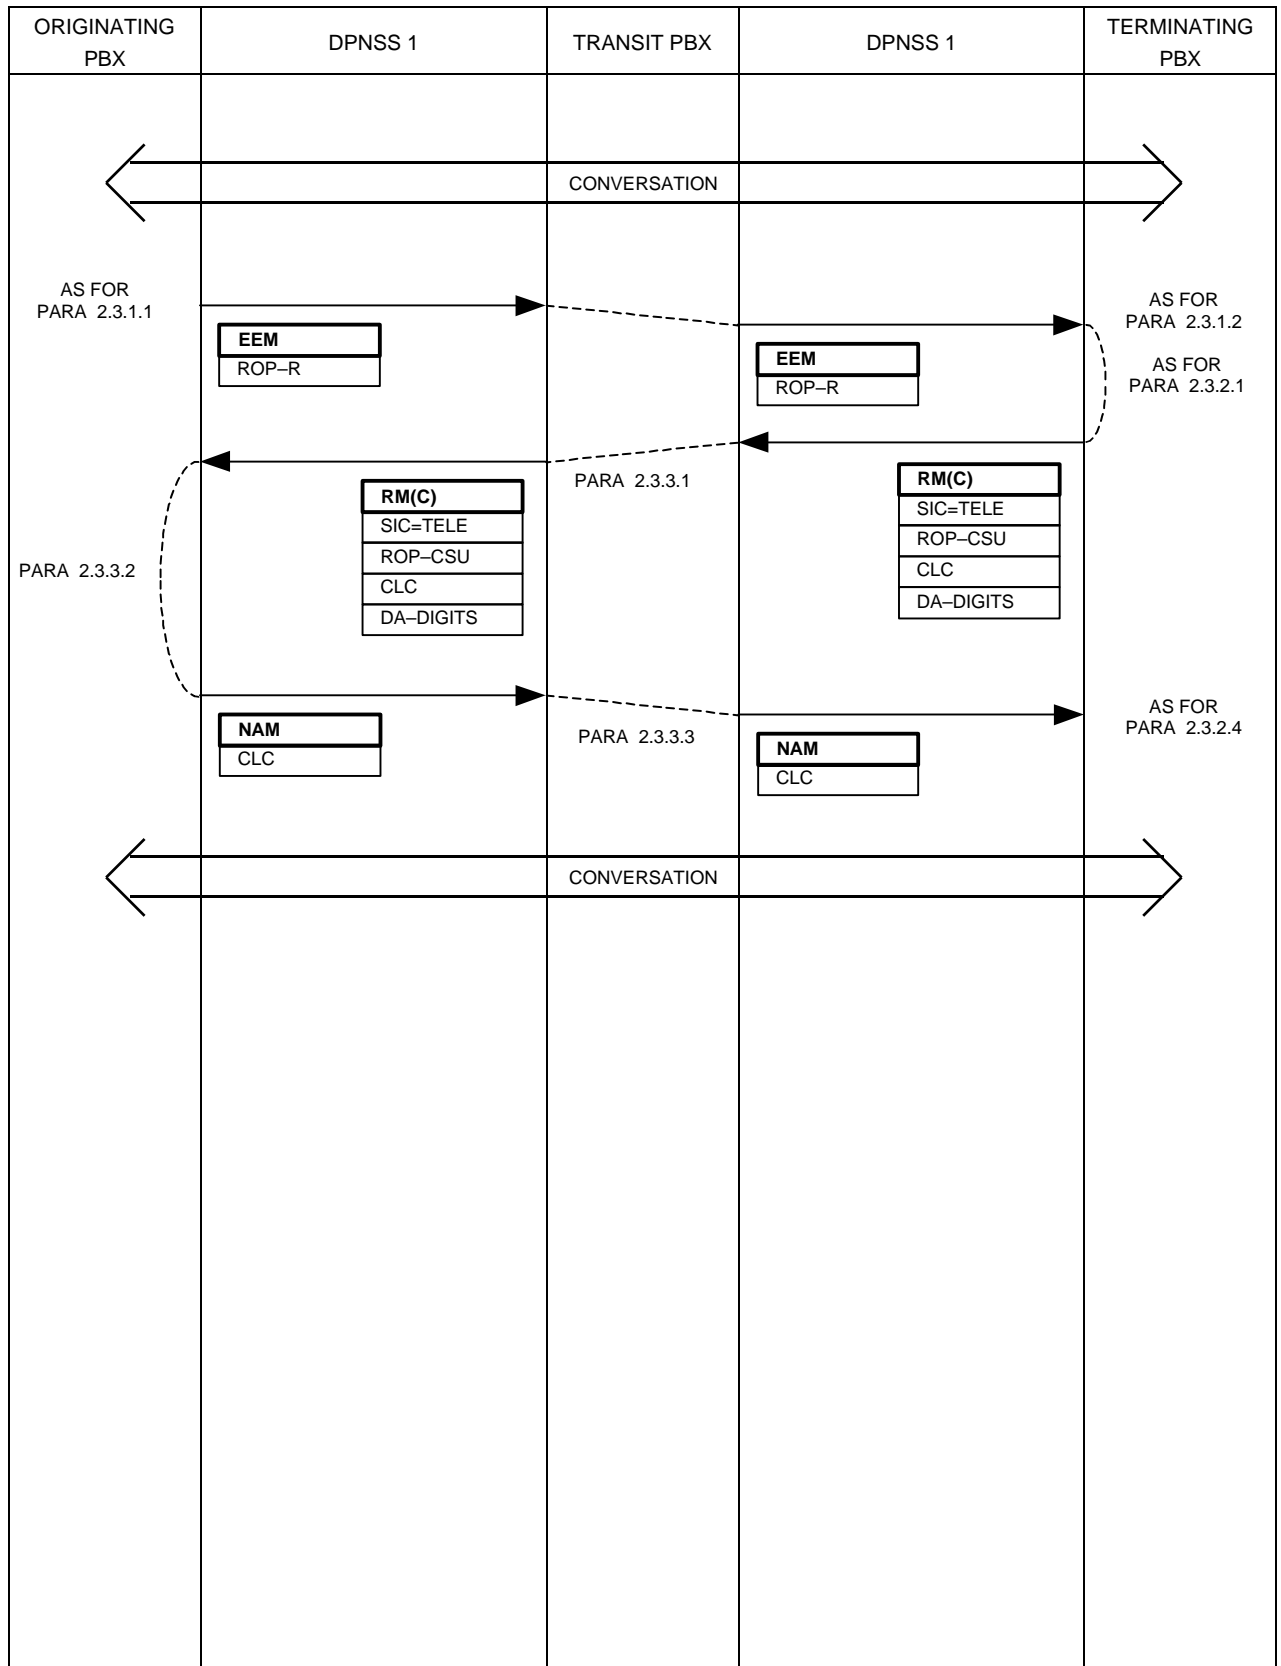 ORIGINATING
PBX
DPNSS 1
TRANSIT PBX
DPNSS 1
TERMINATING
PBX
CONVERSATION
AS FOR
PARA 2.3.1.1
EEM
ROP–R
EEM
ROP–R
AS FOR
PARA 2.3.1.2
AS FOR
PARA 2.3.2.1
PARA 2.3.3.1
RM(C)
SIC=TELE
ROP–CSU
CLC
DA–DIGITS
RM(C)
SIC=TELE
ROP–CSU
CLC
DA–DIGITS
PARA 2.3.3.2
NAM
CLC
PARA 2.3.3.3
NAM
CLC
AS FOR
PARA 2.3.2.4
CONVERSATION